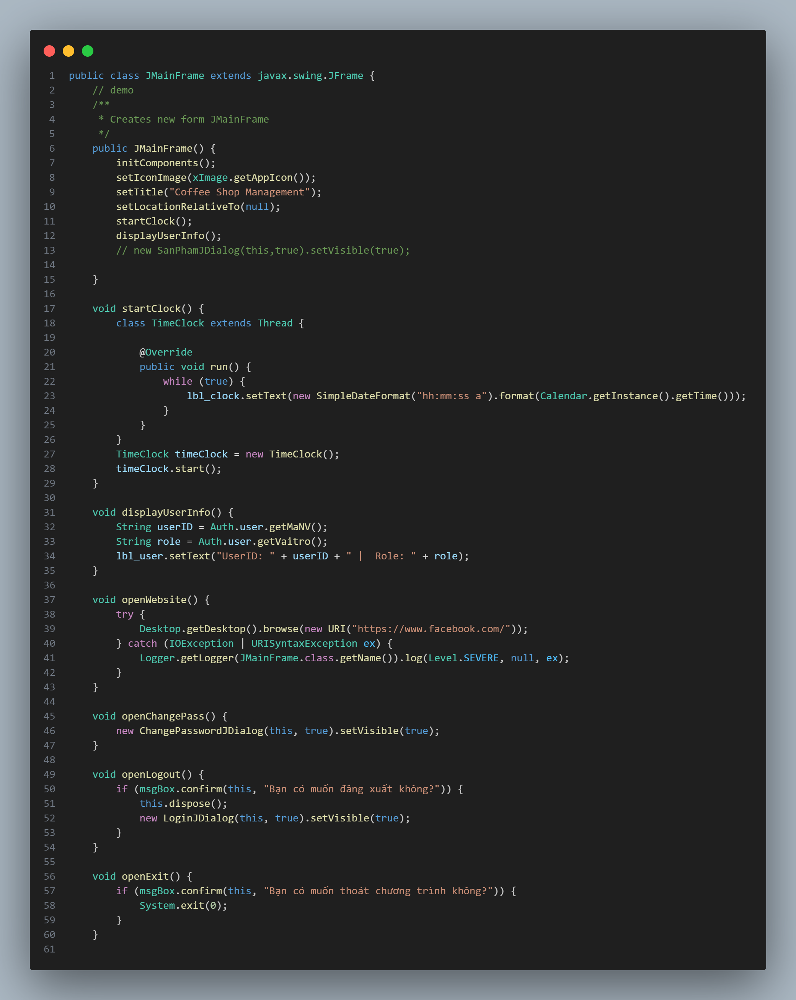 1 public class JMainFrame extends javax.swing.JFrame {
2     // demo
3     /**
4      * Creates new form JMainFrame
5      */
6     public JMainFrame() {
7         initComponents();
8         setIconImage(xImage.getAppIcon());
9         setTitle("Coffee Shop Management");
10         setLocationRelativeTo(null);
11         startClock();
12         displayUserInfo();
13         // new SanPhamJDialog(this,true).setVisible(true);
14
15     }
16
17     void startClock() {
18         class TimeClock extends Thread {
19
20             @Override
21             public void run() {
22                 while (true) {
23                     lbl_clock.setText(new SimpleDateFormat("hh:mm:ss a").format(Calendar.getInstance().getTime()));
24                 }
25             }
26         }
27         TimeClock timeClock = new TimeClock();
28         timeClock.start();
29     }
30
31     void displayUserInfo() {
32         String userID = Auth.user.getMaNV();
33         String role = Auth.user.getVaitro();
34         lbl_user.setText("UserID: " + userID + " |  Role: " + role);
35     }
36
37     void openWebsite() {
38         try {
39             Desktop.getDesktop().browse(new URI("https://www.facebook.com/"));
40         } catch (IOException | URISyntaxException ex) {
41             Logger.getLogger(JMainFrame.class.getName()).log(Level.SEVERE, null, ex);
42         }
43     }
44
45     void openChangePass() {
46         new ChangePasswordJDialog(this, true).setVisible(true);
47     }
48
49     void openLogout() {
50         if (msgBox.confirm(this, "Bạn có muốn đăng xuất không?")) {
51             this.dispose();
52             new LoginJDialog(this, true).setVisible(true);
53         }
54     }
55
56     void openExit() {
57         if (msgBox.confirm(this, "Bạn có muốn thoát chương trình không?")) {
58             System.exit(0);
59         }
60     }
61